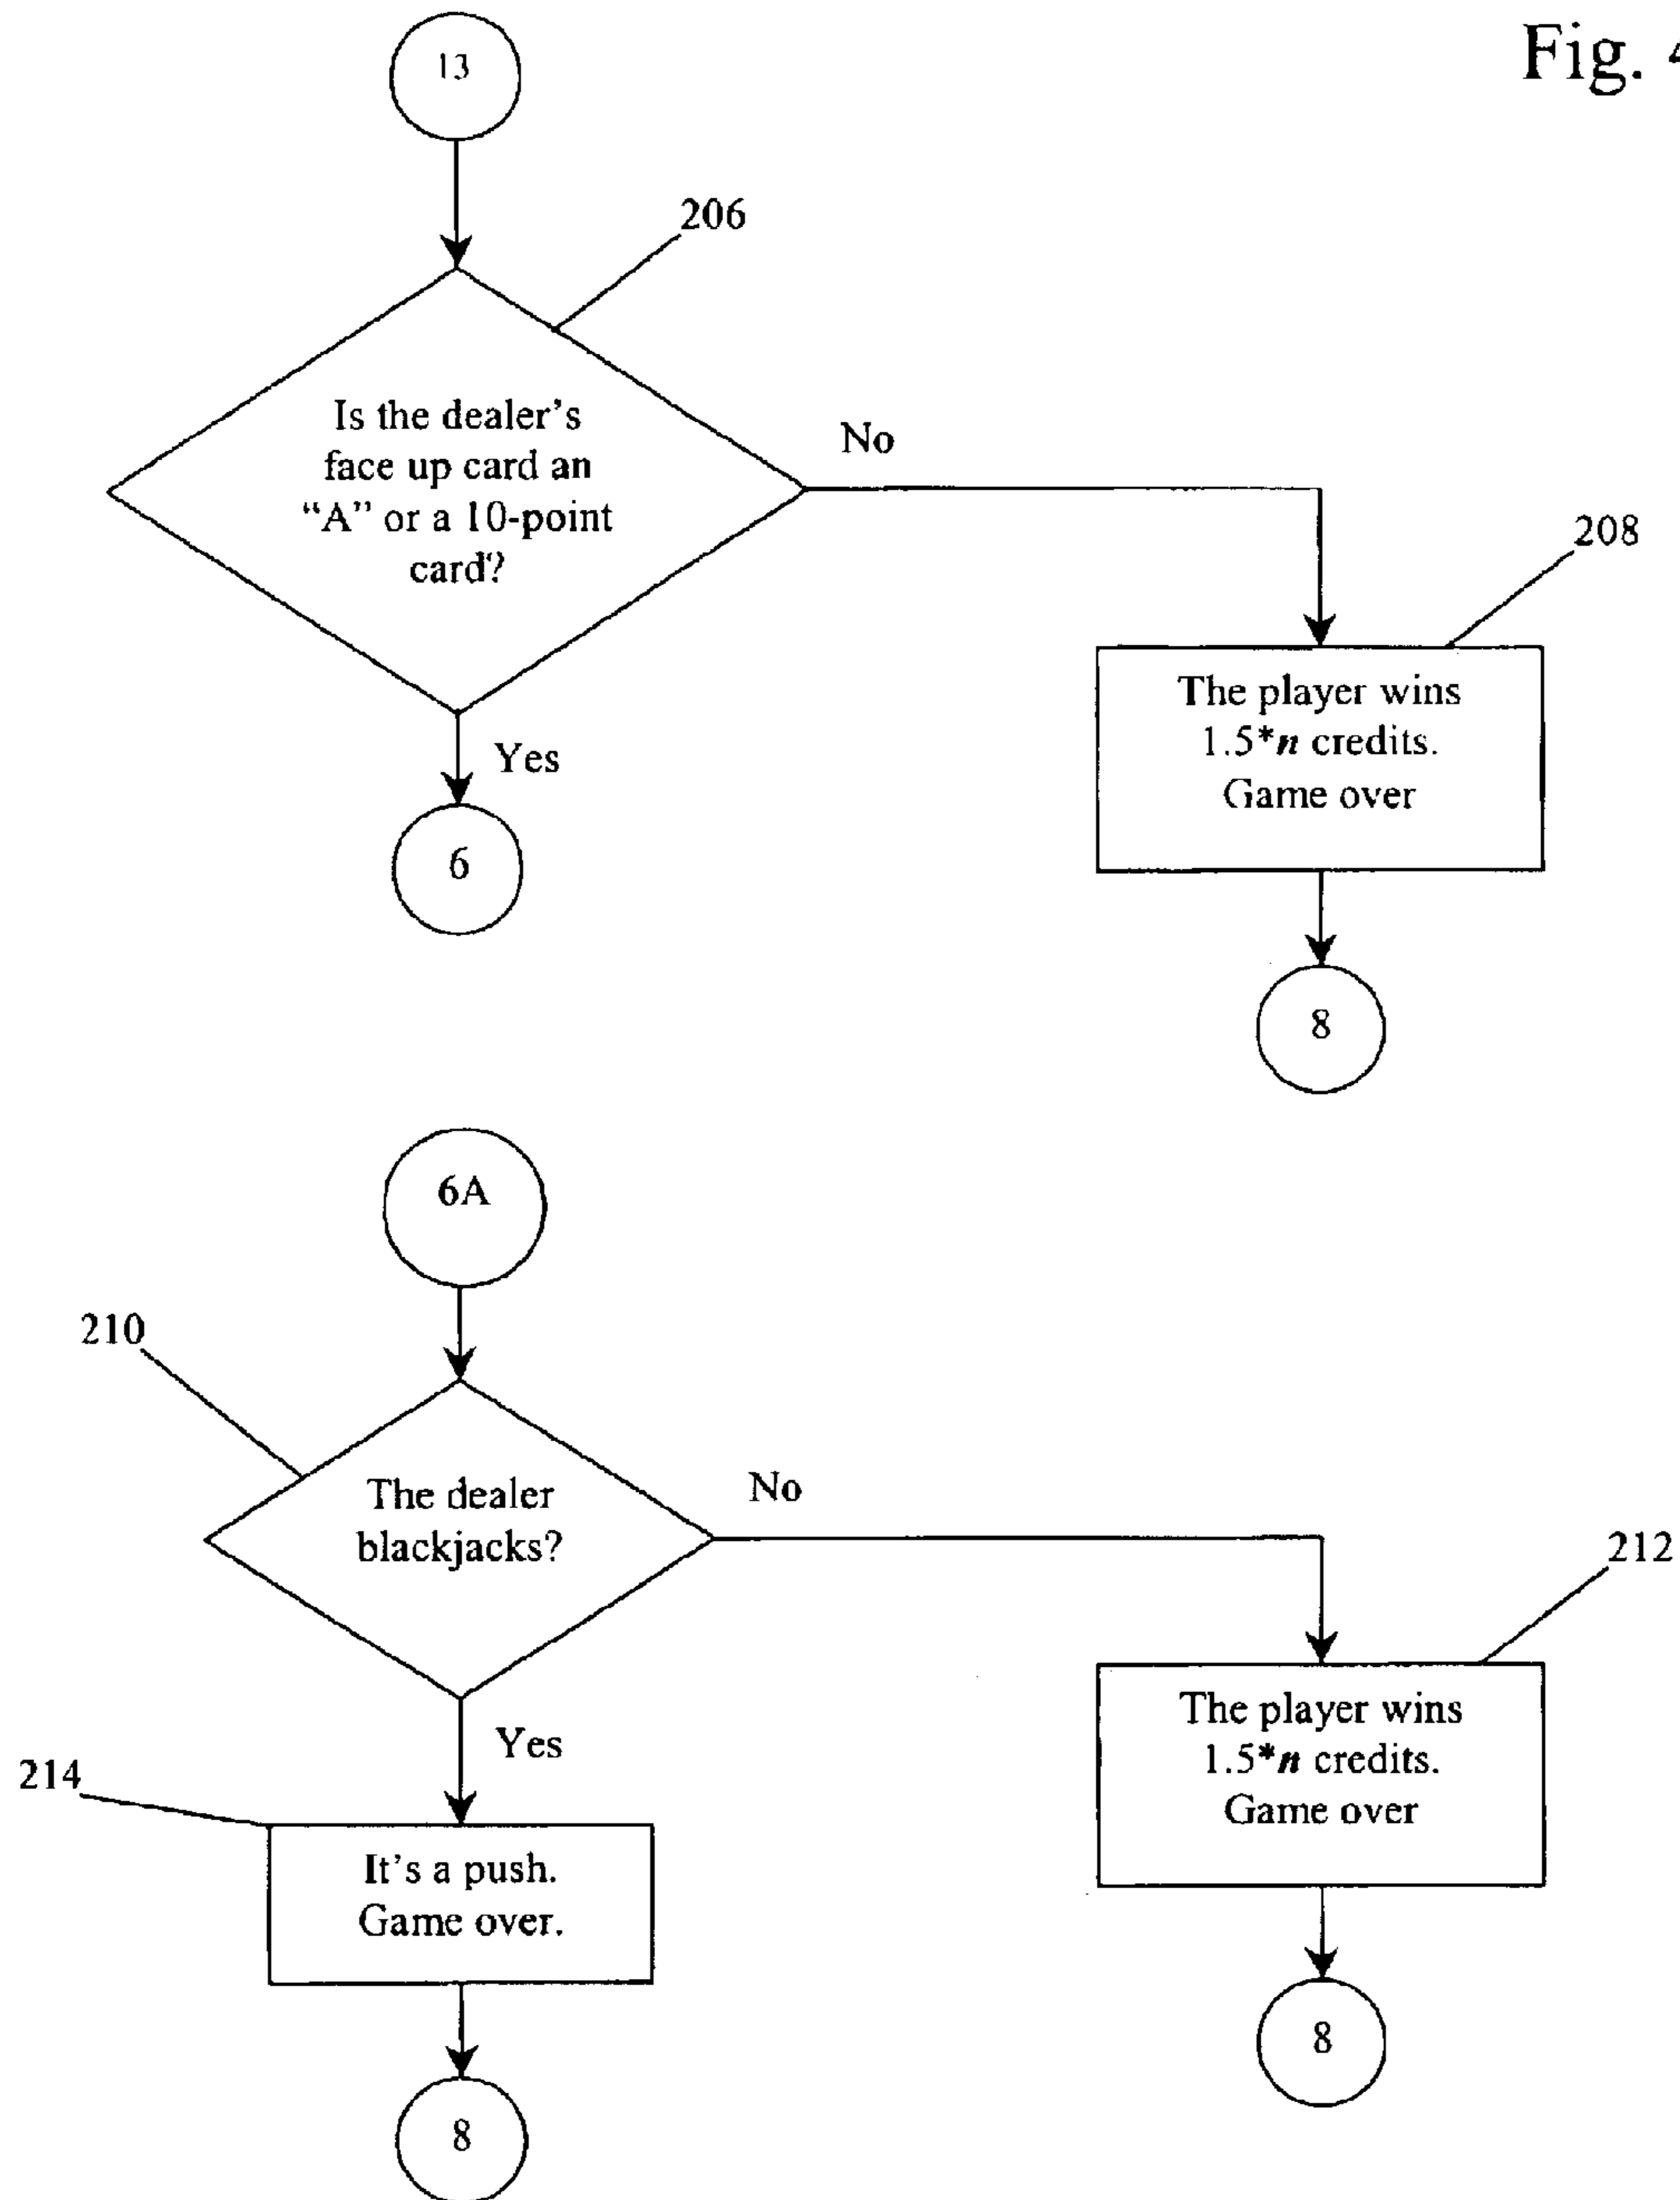 Fig. 4
13
206
Is the dealer's
face up card an
“A” or a 10-point
card?
No
208
The player wins
1.5*n credits.
Game over
Yes
6
8
6A
210
The dealer
blackjacks?
No
212
The player wins
1.5*n credits.
Game over
Yes
214
It's a push.
Game over.
8
8